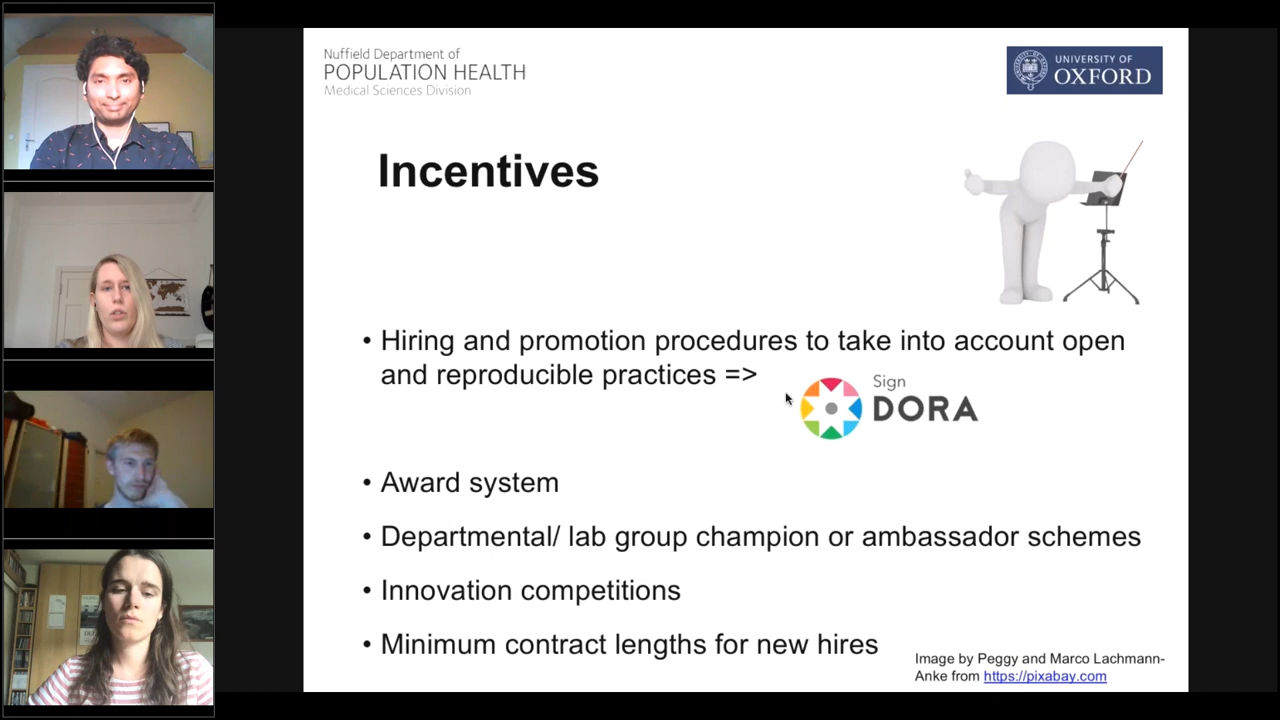 Nuffield Department of
POPULATION HEALTH
Medical Sciences Division
UNIVERSITY OF
OXFORD
Incentives
• Hiring and promotion procedures to take into account open
and reproducible practices =>
Sign
DORA
• Award system
• Departmental/ lab group champion or ambassador schemes
• Innovation competitions
• Minimum contract lengths for new hires
Image by Peggy and Marco Lachmann-
Anke from https://pixabay.com